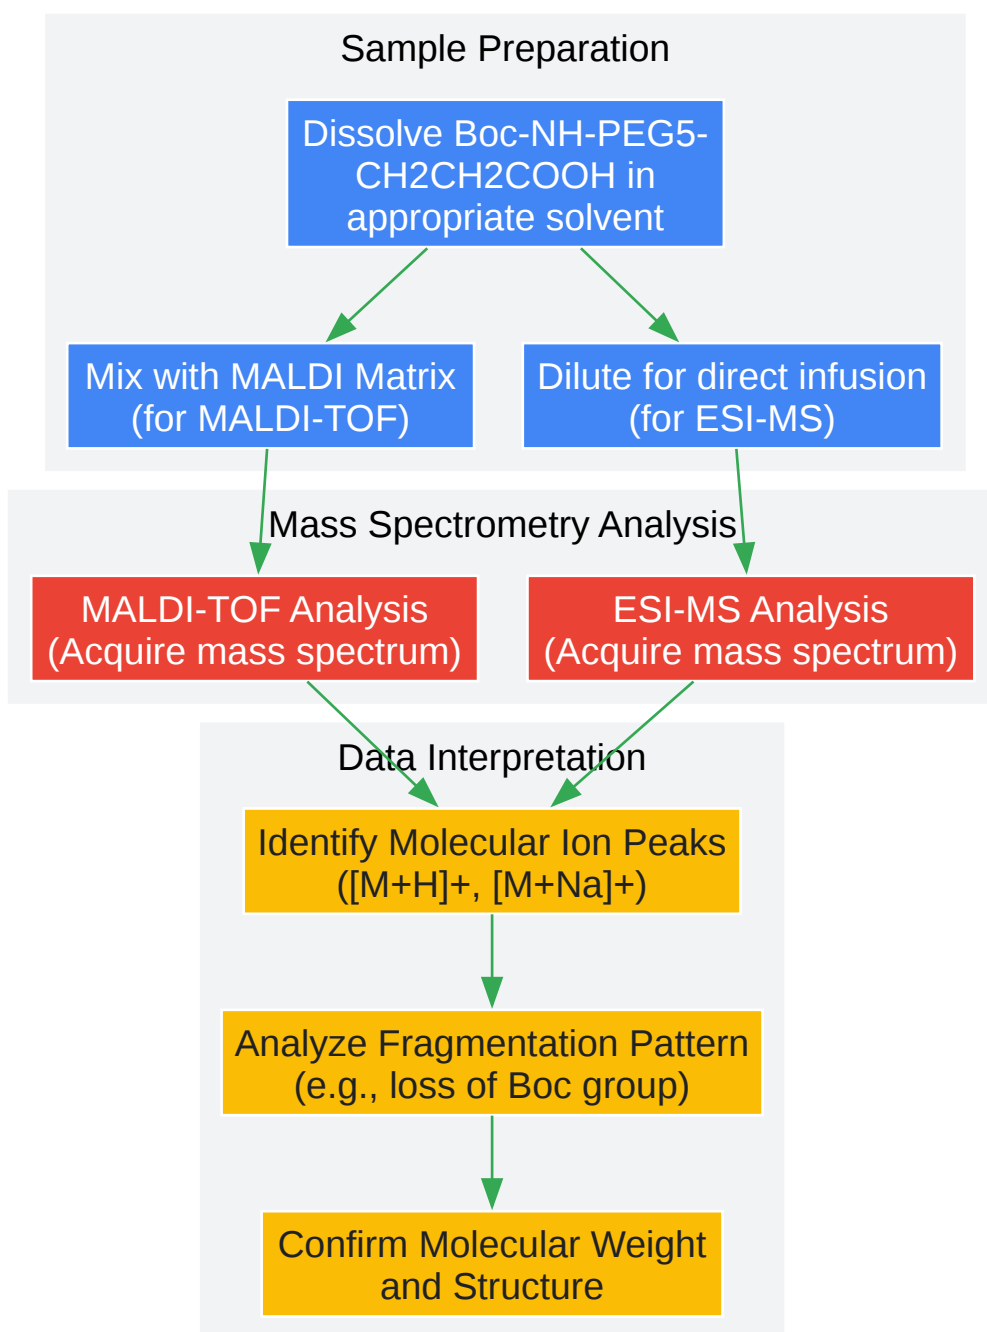 Sample Preparation
Dissolve Boc-NH-PEG5-
CH2CH2COOH in
appropriate solvent
Mix with MALDI Matrix
(for MALDI-TOF)
Dilute for direct infusion
(for ESI-MS)
Mass Spectrometry Analysis
MALDI-TOF Analysis
(Acquire mass spectrum)
ESI-MS Analysis
(Acquire mass spectrum)
Data Interpretation
Identify Molecular Ion Peaks
([M+H]+, [M+Na]+)
Analyze Fragmentation Pattern
(e.g., loss of Boc group)
Confirm Molecular Weight
and Structure